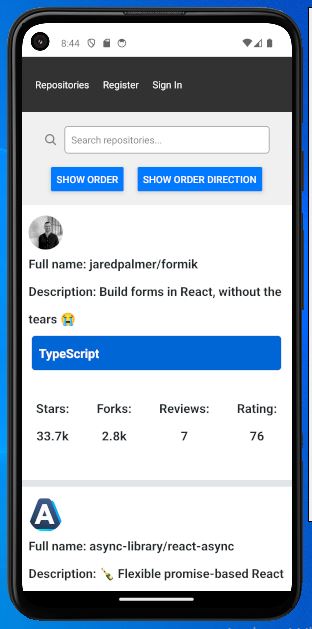 8:44
Repositories Register Sign In
Search repositories...
SHOW ORDER SHOW ORDER DIRECTION
Full name: jaredpalmer/formik
Description: Build forms in React, without the
tears 😭
TypeScript
Stars: Forks: Reviews: Rating:
33.7k 2.8k 7 76
A
Full name: async-library/react-async
Description: 🍾 Flexible promise-based React